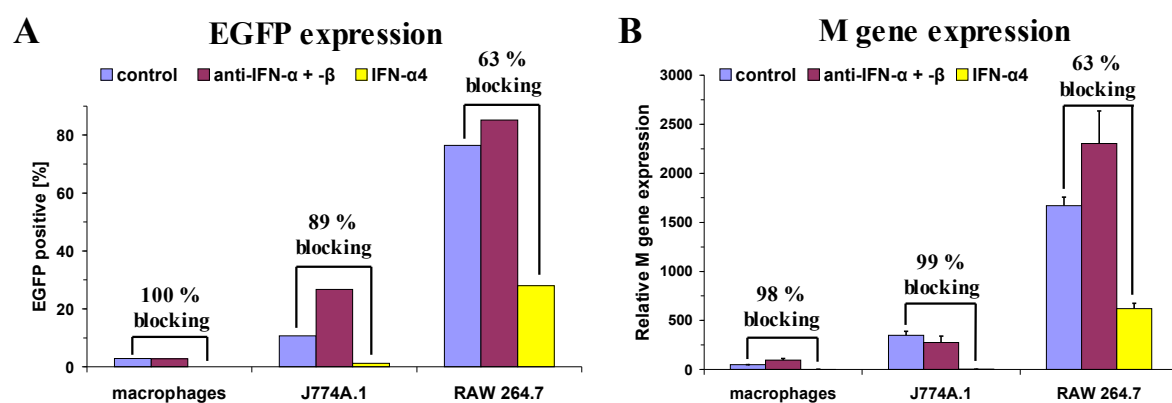 A
EGFP expression
control
anti-IFN-α + -β
IFN-α4
63 %
blocking
EGFP positive [%]
80
60
40
20
0
100 %
blocking
89 %
blocking
macrophages
J774A.1
RAW 264.7
B
M gene expression
control
anti-IFN-α + -β
IFN-α4
63 %
blocking
Relative M gene expression
3000
2500
2250
1500
1000
500
0
98 %
blocking
99 %
blocking
macrophages
J774A.1
RAW 264.7